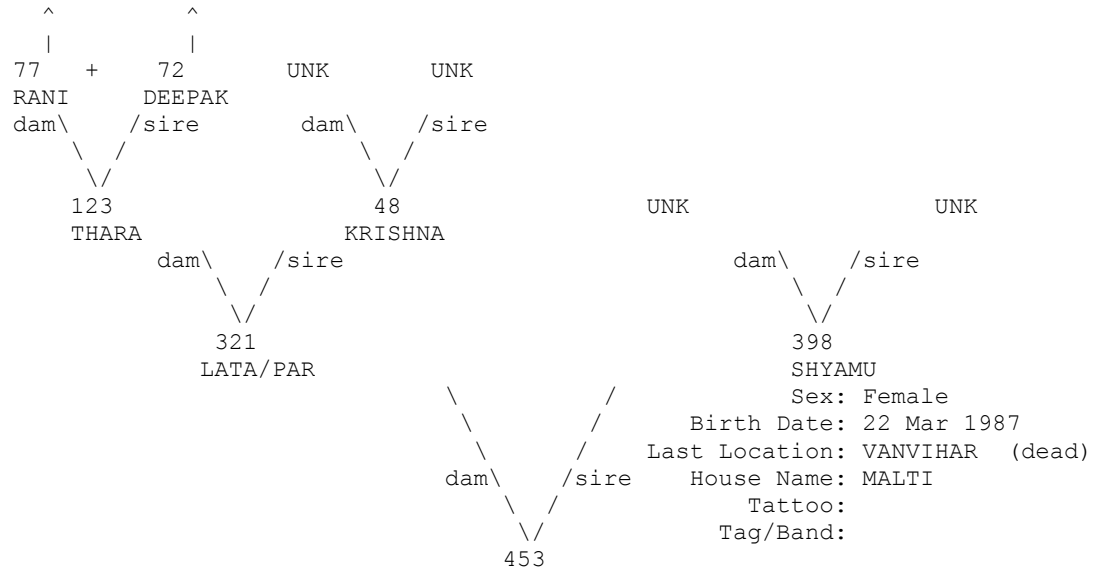 ^ ^
| |
77 + 72 UNK UNK
RANI DEEPAK
dam\ /sire dam\ /sire
\ / \ /
\/ \/
123 48 UNK UNK
THARA KRISHNA
dam\ /sire dam\ /sire
\ / \ /
\/ \/
321 398
LATA/PAR SHYAMU
\ / Sex: Female
\ / Birth Date: 22 Mar 1987
\ / Last Location: VANVIHAR (dead)
dam\ /sire House Name: MALTI
\ / Tattoo:
\/ Tag/Band:
453